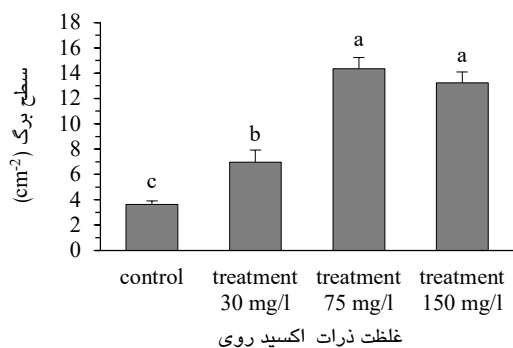 سطح برگ (cm-2)
18
16
14
12
10
8
6
4
2
0
c
b
a
a
control
treatment 30 mg/l
treatment 75 mg/l
treatment 150 mg/l
غلظت ذرات اکسید روی